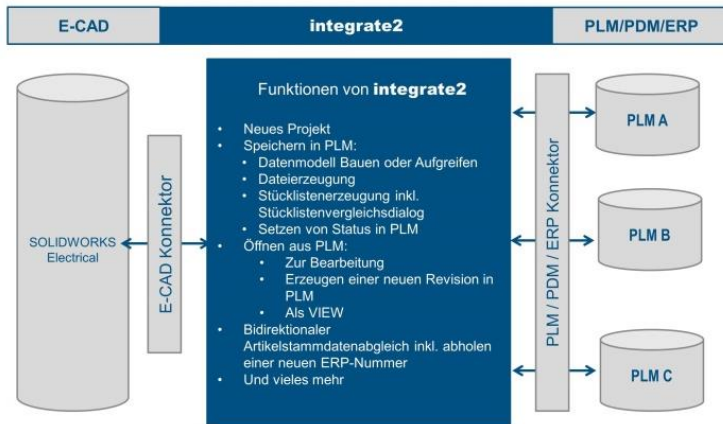 E-CAD
integrate2
PLM/PDM/ERP
SOLIDWORKS
Electrical
E-CAD Konnektor
Funktionen von integrate2
• Neues Projekt
• Speichern in PLM:
• Datenmodell Bauen oder Aufgreifen
• Dateierzeugung
• Stücklistenerzeugung inkl.
Stücklistenvergleichsdialog
• Setzen von Status in PLM
• Öffnen aus PLM:
• Zur Bearbeitung
• Erzeugen einer neuen Revision in
PLM
• Als VIEW
• Bidirektionaler
Artikelstammdatenabgleich inkl. abholen
einer neuen ERP-Nummer
• Und vieles mehr
PLM / PDM / ERP Konnektor
PLM A
PLM B
PLM C